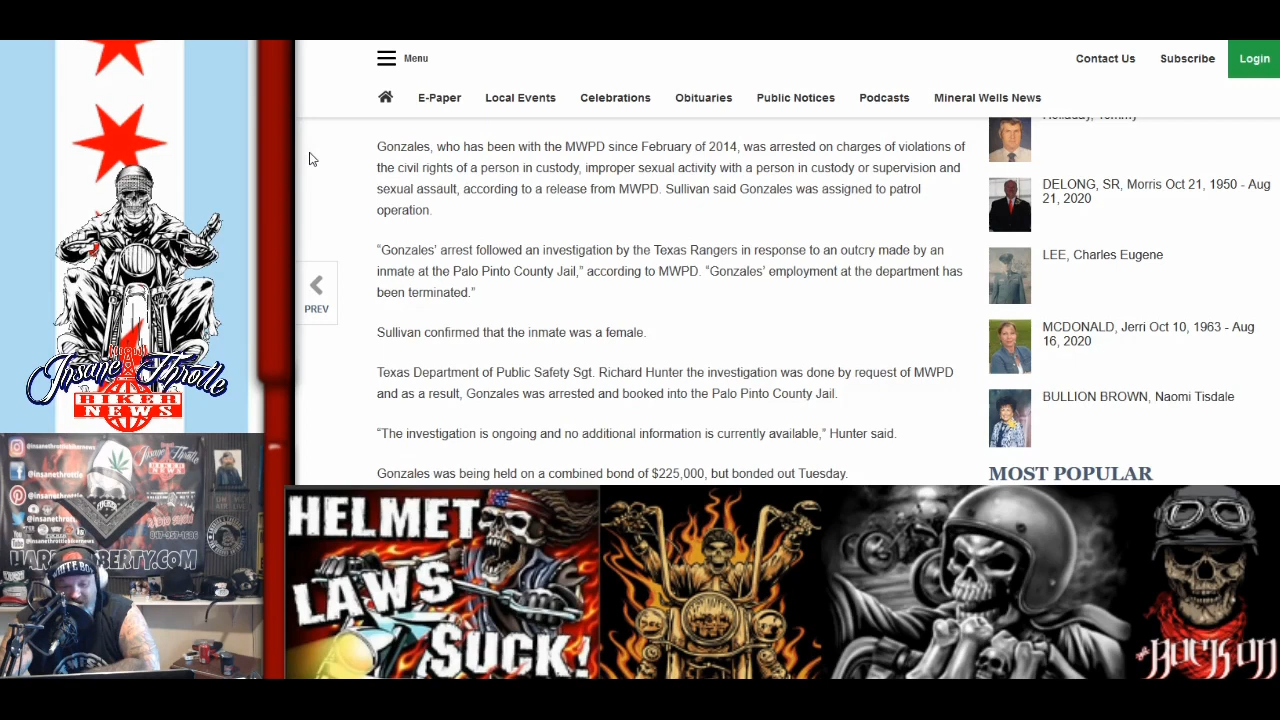 Menu
Contact Us
Subscribe
Login
E-Paper
Local Events
Celebrations
Obituaries
Public Notices
Podcasts
Mineral Wells News
Gonzales, who has been with the MWPD since February of 2014, was arrested on charges of violations of
the civil rights of a person in custody, improper sexual activity with a person in custody or supervision and
sexual assault, according to a release from MWPD. Sullivan said Gonzales was assigned to patrol
operation.
“Gonzales’ arrest followed an investigation by the Texas Rangers in response to an outcry made by an
inmate at the Palo Pinto County Jail,” according to MWPD. “Gonzales’ employment at the department has
been terminated.”
Sullivan confirmed that the inmate was a female.
Texas Department of Public Safety Sgt. Richard Hunter the investigation was done by request of MWPD
and as a result, Gonzales was arrested and booked into the Palo Pinto County Jail.
“The investigation is ongoing and no additional information is currently available,” Hunter said.
Gonzales was being held on a combined bond of $225,000, but bonded out Tuesday.
PREV
Holladay, Tommy
DELONG, SR, Morris Oct 21, 1950 - Aug
21, 2020
LEE, Charles Eugene
MCDONALD, Jerri Oct 10, 1963 - Aug
16, 2020
BULLION BROWN, Naomi Tisdale
MOST POPULAR
Insane Throttle
BIKER
NEWS
@insanethrottlebikernews
@insanethrottle
@insanethrottle
HELMET
LAWS
SUCK!